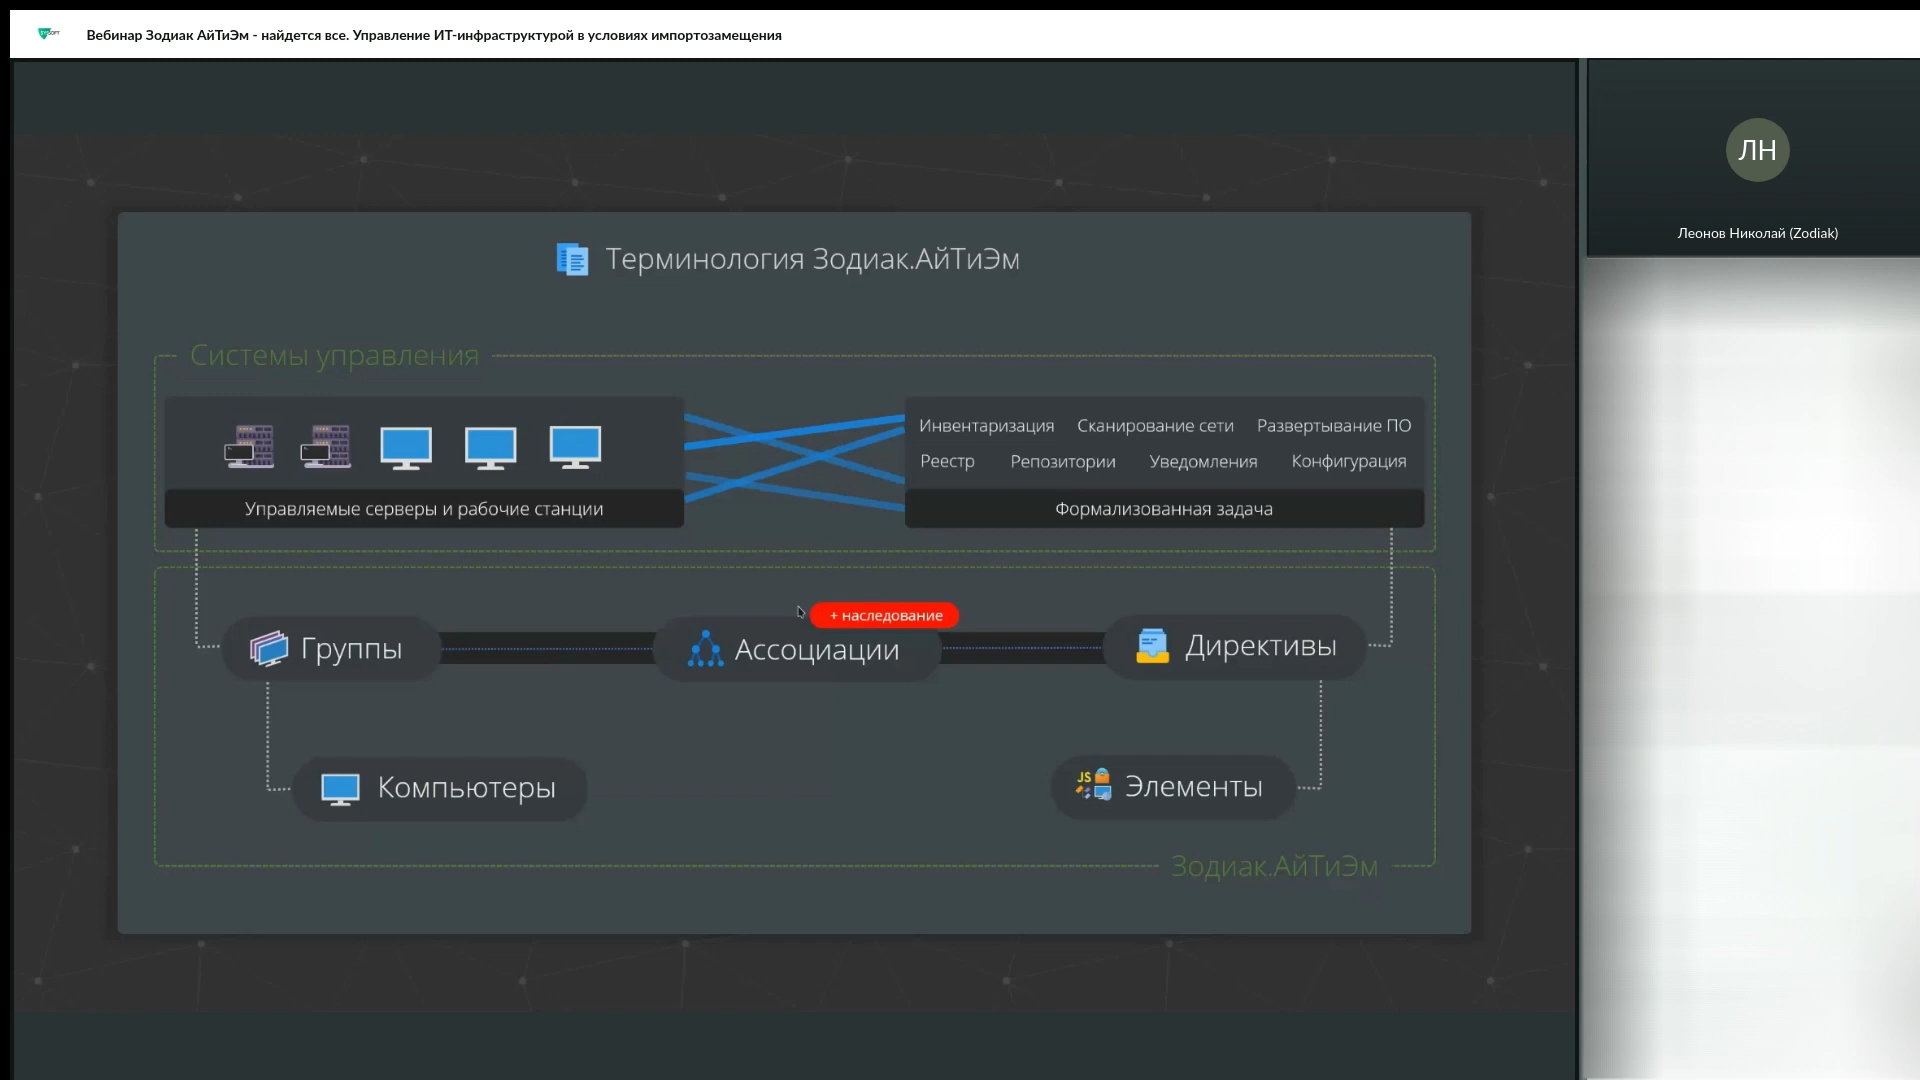 Вебинар Зодиак АйТиЭм - найдется все. Управление ИТ-инфраструктурой в условиях импортозамещения
ЛН
Леонов Николай (Zodiak)
Терминология Зодиак.АйТиЭм
Системы управления
Инвентаризация Сканирование сети Развертывание ПО
Реестр Репозитории Уведомления Конфигурация
Управляемые серверы и рабочие станции
Формализованная задача
+ наследование
Группы
Ассоциации
Директивы
Компьютеры
JS
Элементы
Зодиак.АйТиЭм